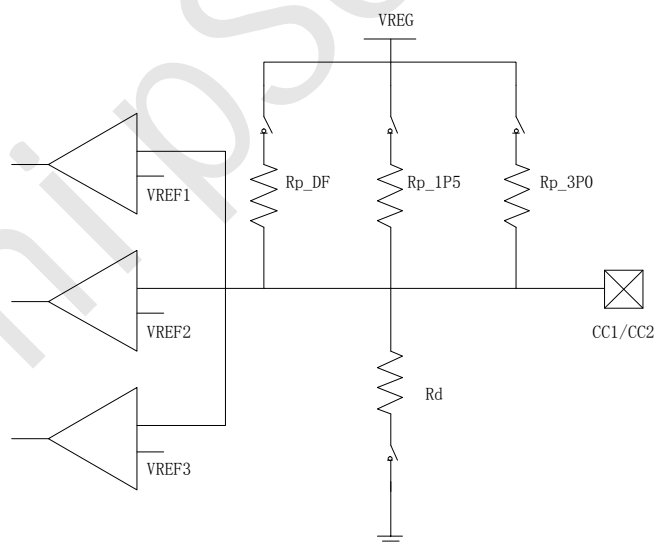 VREG
Rp_DF
Rp_1P5
Rp_3P0
VREF1
VREF2
CC1/CC2
Rd
VREF3